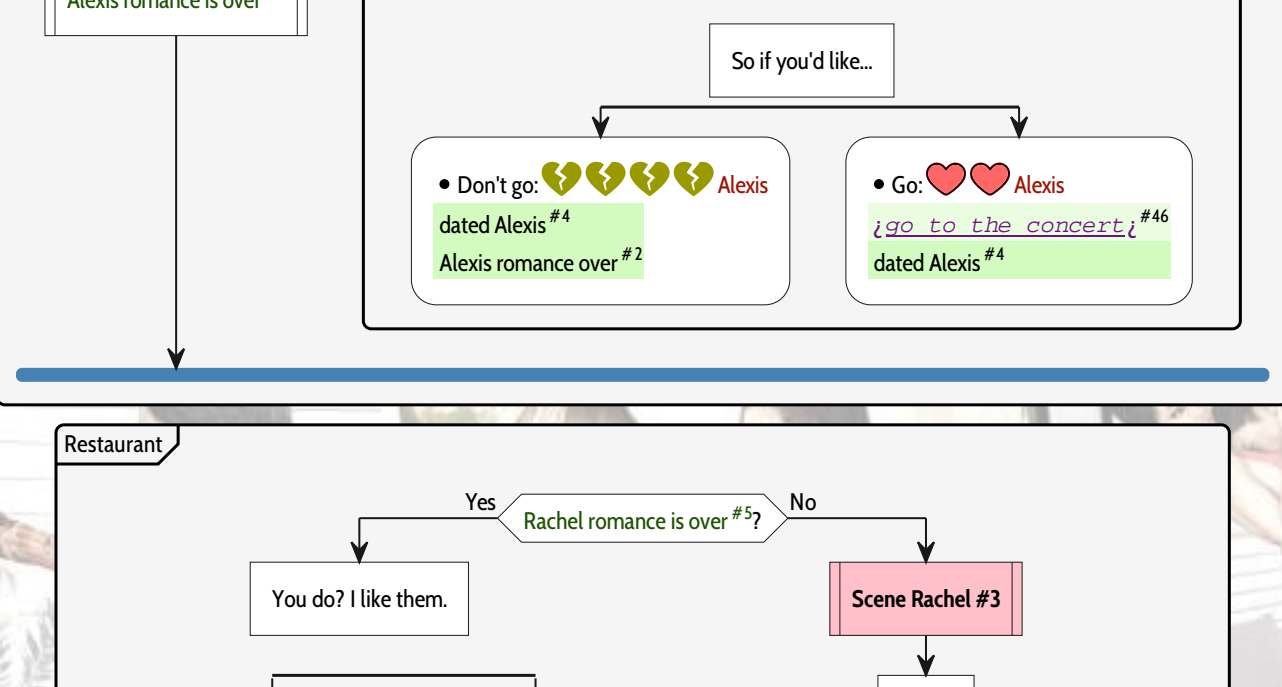 Alexis romance is over
So if you'd like...
• Don't go: Alexis
dated Alexis #4
Alexis romance over #2
• Go: Alexis
¿go to the concert¿ #46
dated Alexis #4
Restaurant
Yes
Rachel romance is over #5?
No
You do? I like them.
Scene Rachel #3